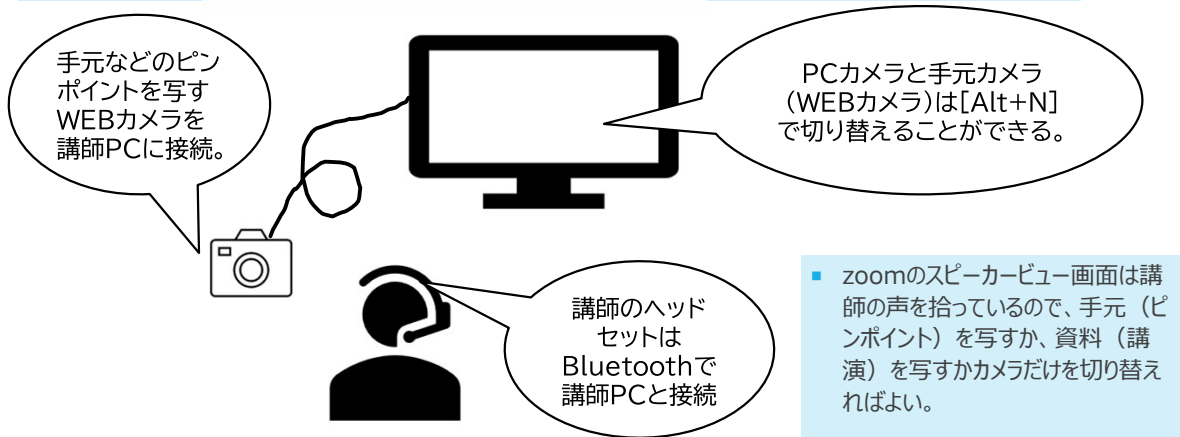 手元などのピン
ポイントを写す
WEBカメラを
講師PCに接続。
PCカメラと手元カメラ
(WEBカメラ)は[Alt+N]
で切り替えることができる。
講師のヘッド
セットは
Bluetoothで
講師PCと接続
▪ zoomのスピーカービュー画面は講
師の声を拾っているので、手元（ピ
ンポイント）を写すか、資料（講
演）を写すかカメラだけを切り替え
ればよい。